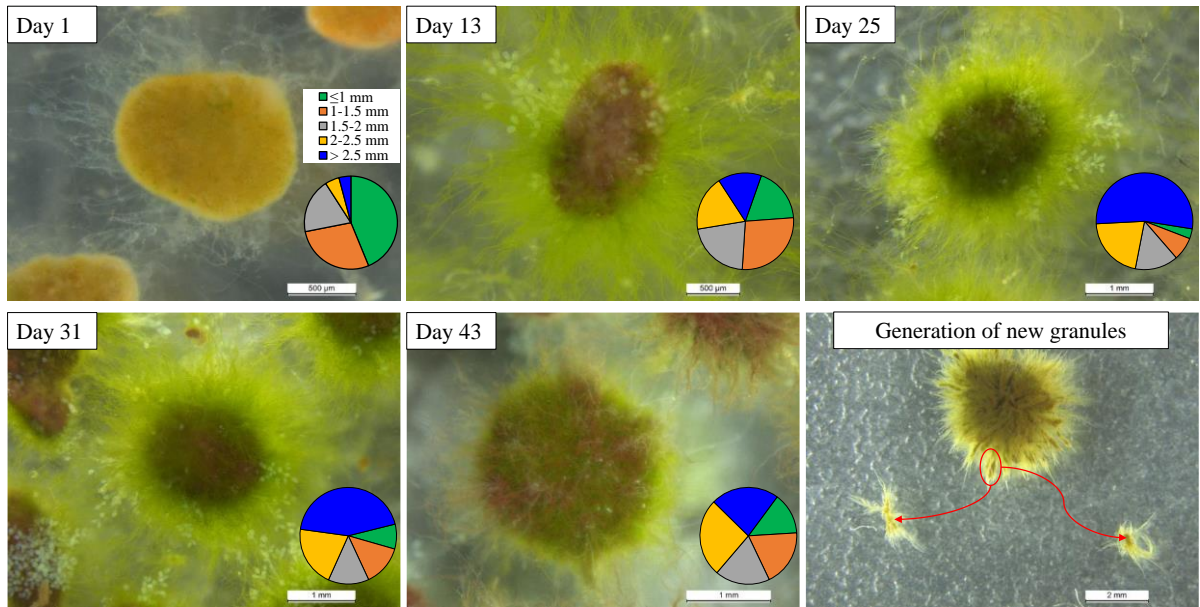 Day 1
≤1 mm
1-1.5 mm
1.5-2 mm
2-2.5 mm
> 2.5 mm
500 µm
Day 13
500 µm
Day 25
1 mm
Day 31
1 mm
Day 43
1 mm
Generation of new granules
2 mm